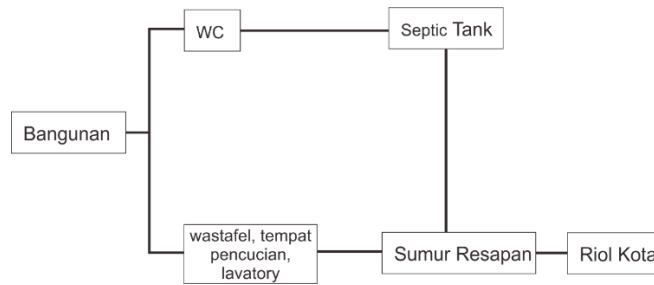 WC
Septic Tank
Bangunan
wastafel, tempat
pencucian,
lavatory
Sumur Resapan
Riol Kota